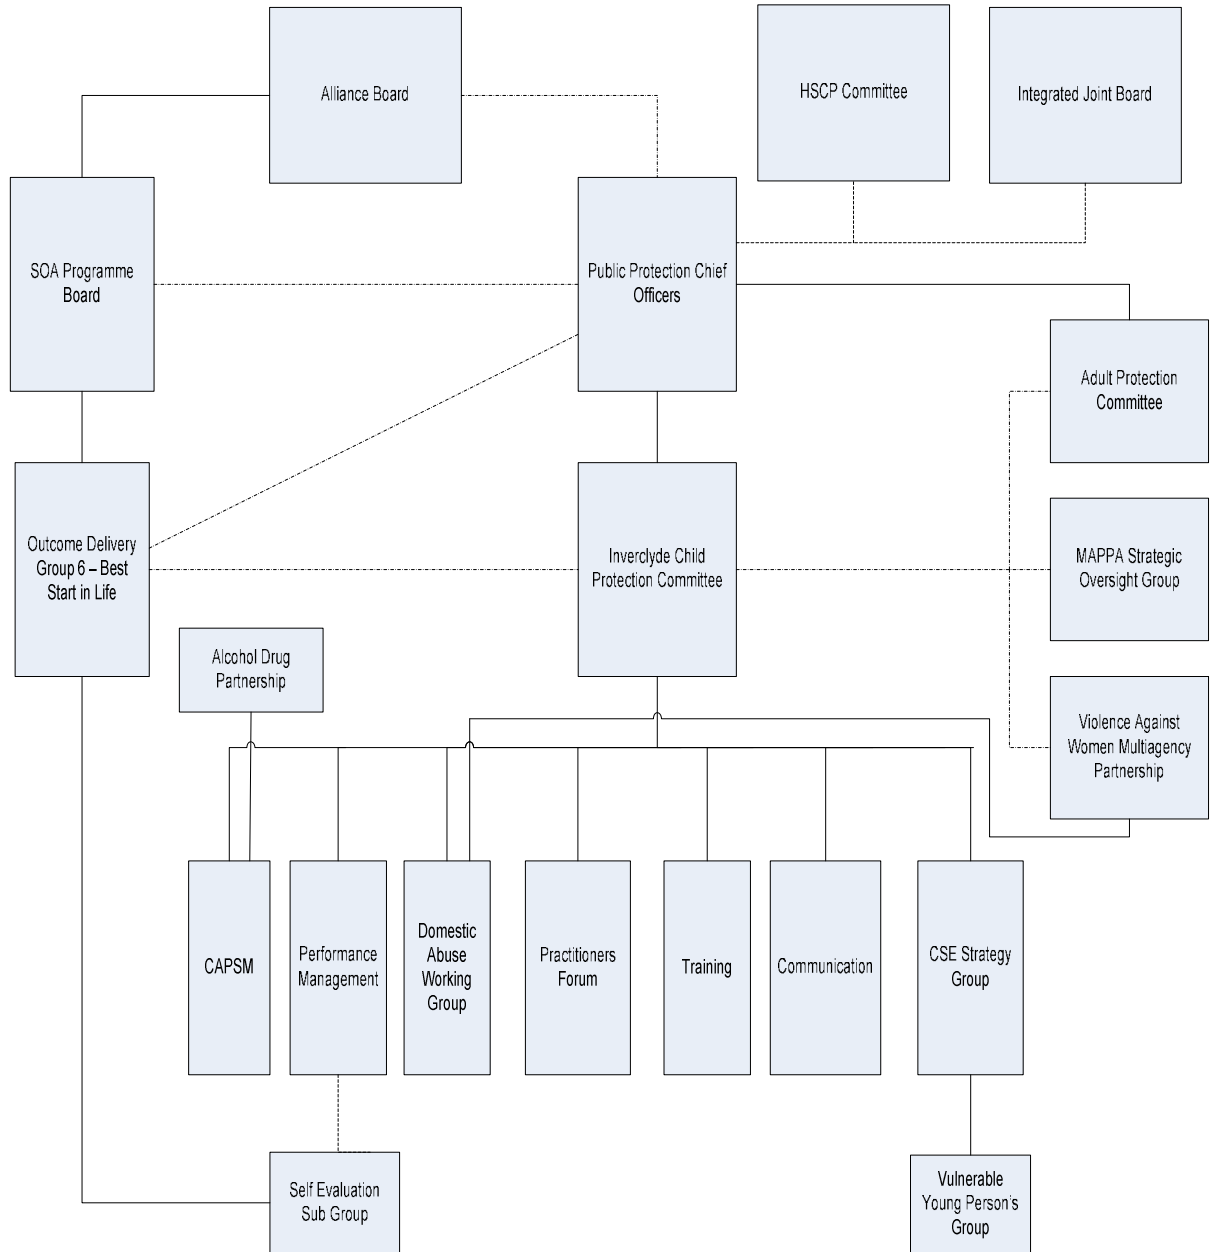 Alliance Board
HSCP Committee
Integrated Joint Board
SOA Programme
Board
Public Protection Chief
Officers
Adult Protection
Committee
Outcome Delivery
Group 6 – Best
Start in Life
Inverclyde Child
Protection Committee
MAPPA Strategic
Oversight Group
Alcohol Drug
Partnership
Violence Against
Women Multiagency
Partnership
CAPSM
Performance
Management
Domestic
Abuse
Working
Group
Practitioners
Forum
Training
Communication
CSE Strategy
Group
Self Evaluation
Sub Group
Vulnerable
Young Person's
Group